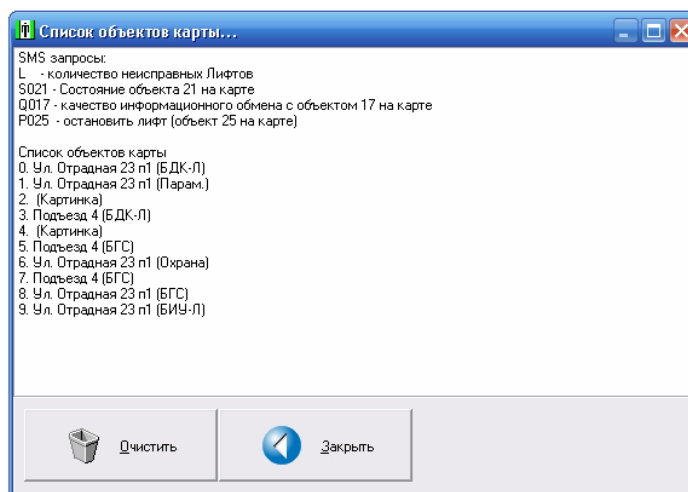 Список объектов карты...
SMS запросы:
L - количество неисправных Лифтов
S021 - Состояние объекта 21 на карте
Q017 - качество информационного обмена с объектом 17 на карте
P025 - остановить лифт (объект 25 на карте)
Список объектов карты
0. Ул. Отрадная 23 п1 (БДК-Л)
1. Ул. Отрадная 23 п1 (Парам.)
2. (Картинка)
3. Подъезд 4 (БДК-Л)
4. (Картинка)
5. Подъезд 4 (БГС)
6. Ул. Отрадная 23 п1 (Охрана)
7. Подъезд 4 (БГС)
8. Ул. Отрадная 23 п1 (БГС)
9. Ул. Отрадная 23 п1 (БИУ-Л)
Очистить
Закрыть